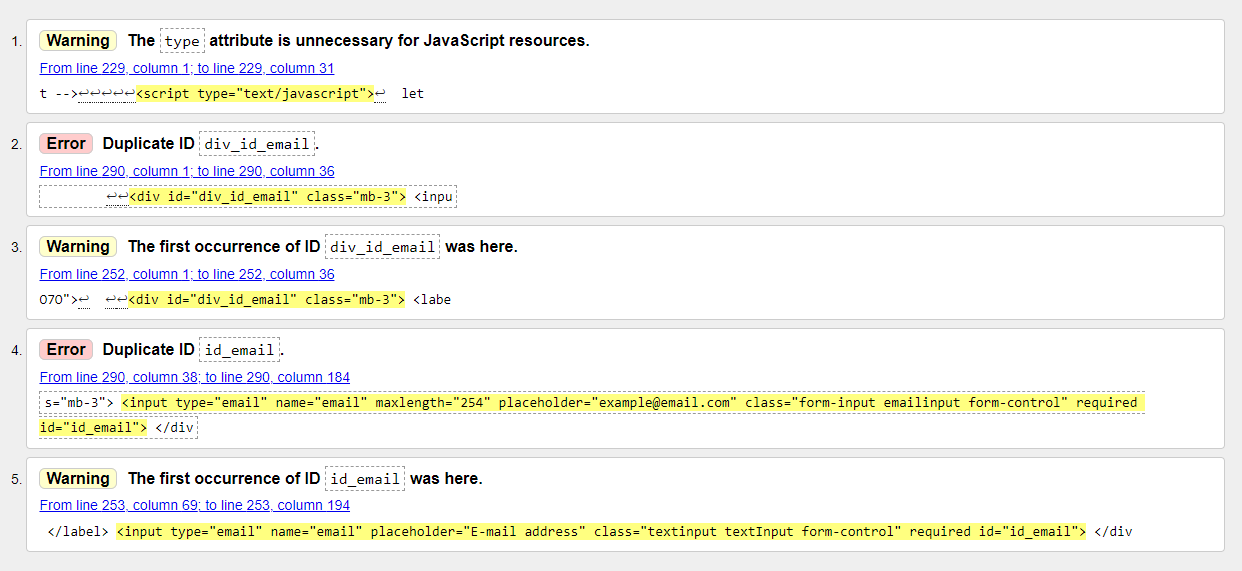 1. Warning The type attribute is unnecessary for JavaScript resources.
From line 229, column 1; to line 229, column 31
t -->↩↩↩↩↩<script type="text/javascript">↩  let
2. Error Duplicate ID div_id_email.
From line 290, column 1; to line 290, column 36
↩↩<div id="div_id_email" class="mb-3"> <inpu
3. Warning The first occurrence of ID div_id_email was here.
From line 252, column 1; to line 252, column 36
070">↩  ↩↩<div id="div_id_email" class="mb-3"> <labe
4. Error Duplicate ID id_email.
From line 290, column 38; to line 290, column 184
s="mb-3"> <input type="email" name="email" maxlength="254" placeholder="example@email.com" class="form-input emailinput form-control" required
id="id_email"> </div
5. Warning The first occurrence of ID id_email was here.
From line 253, column 69; to line 253, column 194
</label> <input type="email" name="email" placeholder="E-mail address" class="textinput textInput form-control" required id="id_email"> </div